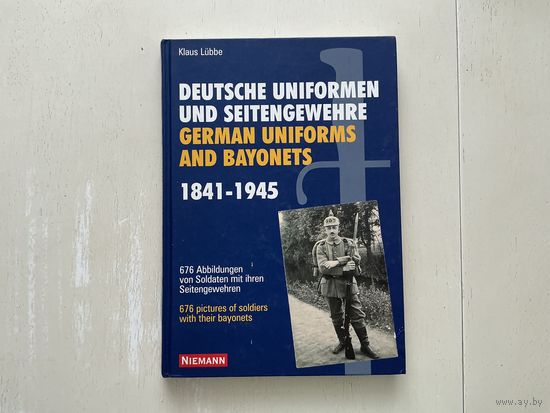 Klaus Lübbe
DEUTSCHE UNIFORMEN
UND SEITENGEWEHRE
GERMAN UNIFORMS
AND BAYONETS
1841-1945
676 Abbildungen
von Soldaten mit ihren
Seitengewehren
676 pictures of soldiers
with their bayonets
NIEMANN
© www.ay.by